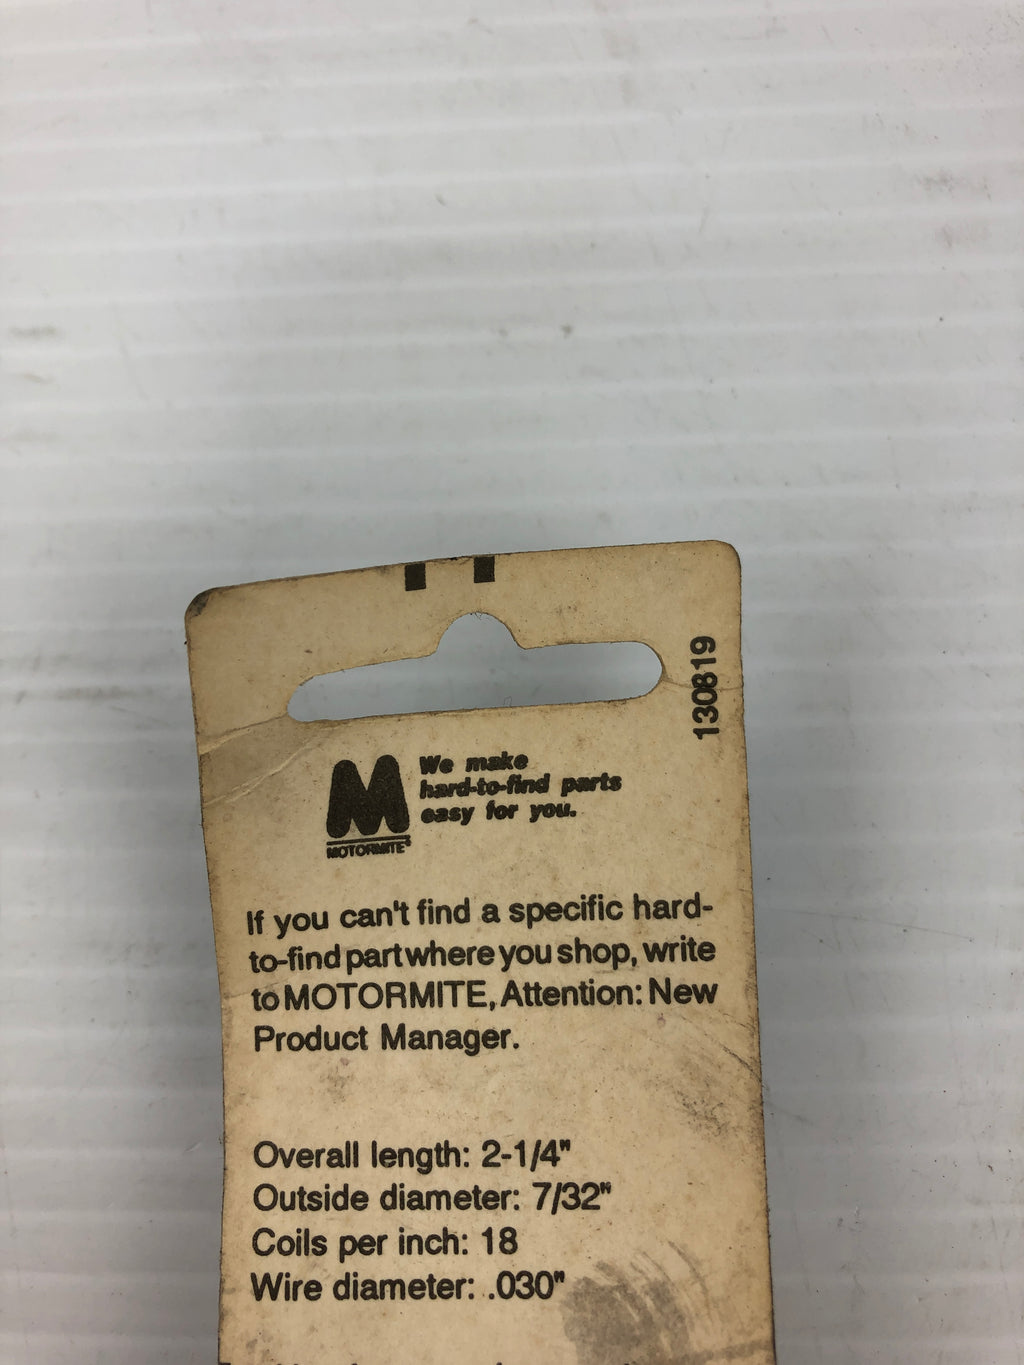 130819
We make
hard-to-find parts
easy for you.
MOTORMITE
If you can't find a specific hard-
to-find part where you shop, write
to MOTORMITE, Attention: New
Product Manager.
Overall length: 2-1/4"
Outside diameter: 7/32"
Coils per inch: 18
Wire diameter: .030"